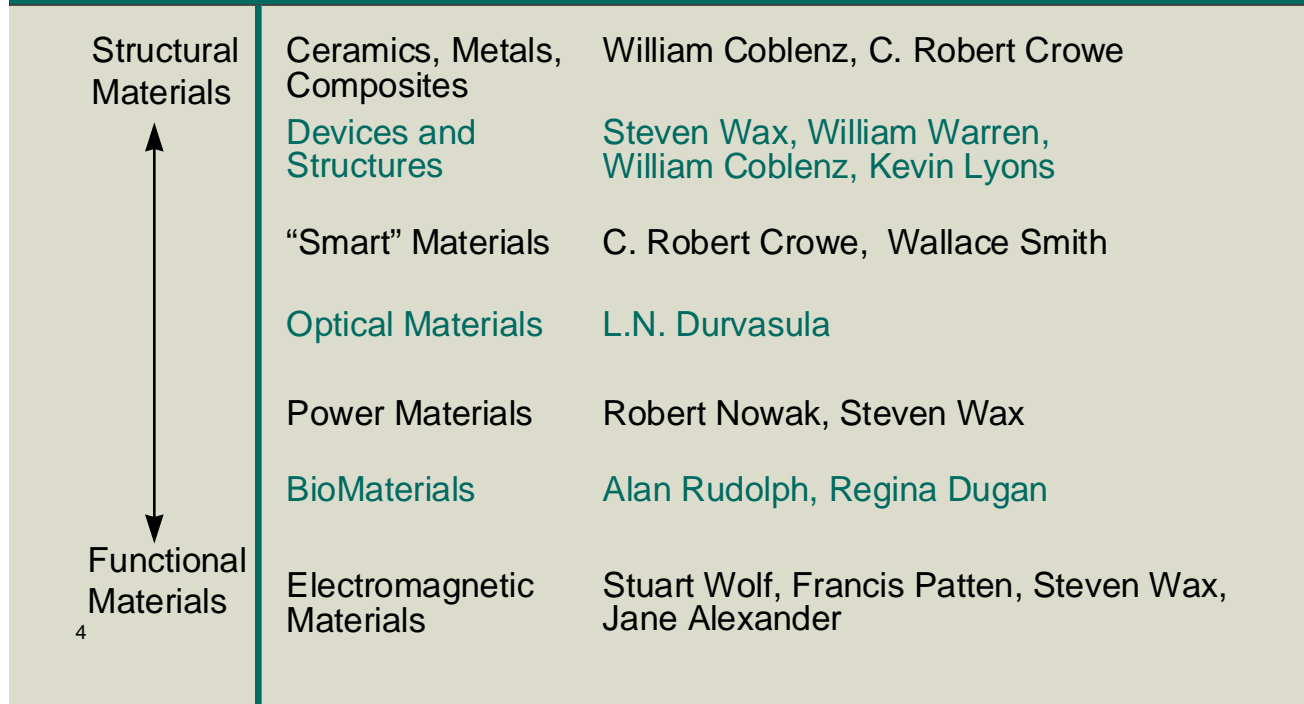 Structural
Materials
Ceramics, Metals,
Composites
William Coblenz, C. Robert Crowe
Devices and
Structures
Steven Wax, William Warren,
William Coblenz, Kevin Lyons
“Smart” Materials
C. Robert Crowe,  Wallace Smith
Optical Materials
L.N. Durvasula
Power Materials
Robert Nowak, Steven Wax
BioMaterials
Alan Rudolph, Regina Dugan
Functional
Materials
Electromagnetic
Materials
Stuart Wolf, Francis Patten, Steven Wax,
Jane Alexander
4